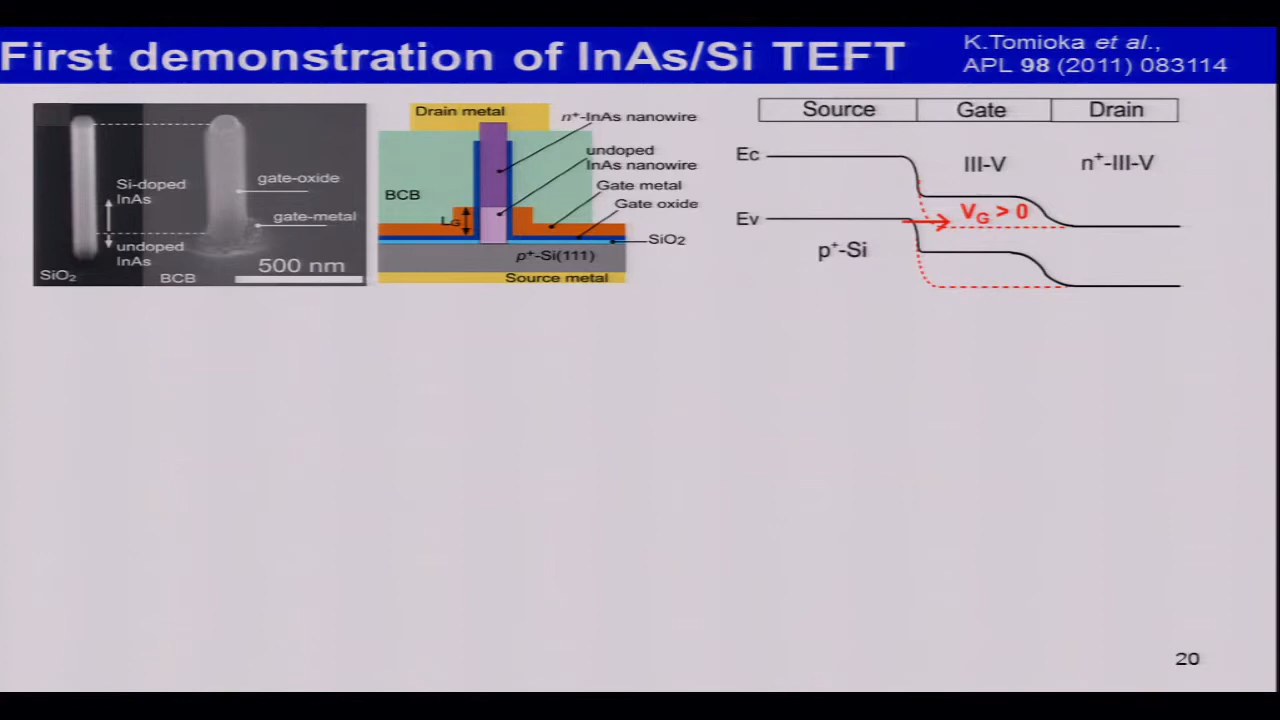 First demonstration of InAs/Si TEFT
K.Tomioka et al.,
APL 98 (2011) 083114
Si-doped
InAs
undoped
InAs
SiO2
gate-oxide
gate-metal
500 nm
BCB
Drain metal
n+-InAs nanowire
undoped
InAs nanowire
Gate metal
Gate oxide
SiO2
BCB
LG
p+-Si(111)
Source metal
Source
Gate
Drain
Ec
III-V
n+-III-V
Ev
VG > 0
p+-Si
20